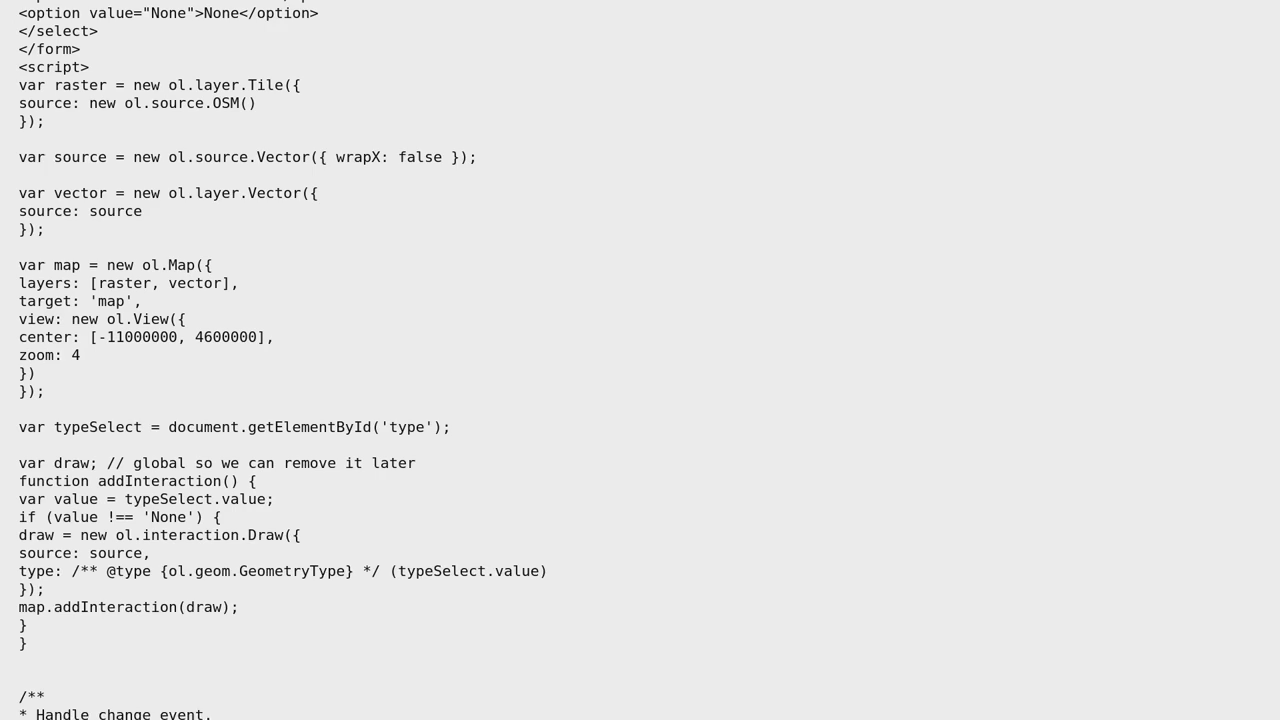 <option value="None">None</option>
</select>
</form>
<script>
var raster = new ol.layer.Tile({
source: new ol.source.OSM()
});

var source = new ol.source.Vector({ wrapX: false });

var vector = new ol.layer.Vector({
source: source
});

var map = new ol.Map({
layers: [raster, vector],
target: 'map',
view: new ol.View({
center: [-11000000, 4600000],
zoom: 4
})
});

var typeSelect = document.getElementById('type');

var draw; // global so we can remove it later
function addInteraction() {
var value = typeSelect.value;
if (value !== 'None') {
draw = new ol.interaction.Draw({
source: source,
type: /** @type {ol.geom.GeometryType} */ (typeSelect.value)
});
map.addInteraction(draw);
}
}

/**
* Handle change event.